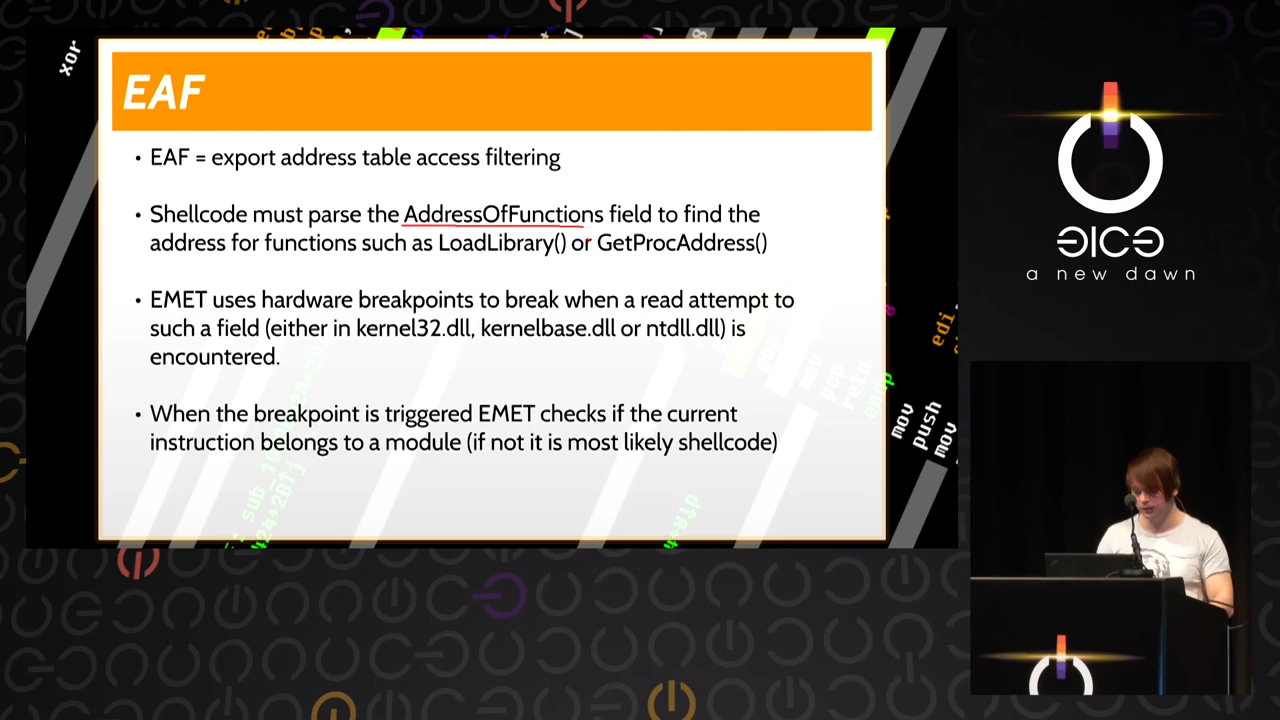 xor
EAF
• EAF = export address table access filtering
• Shellcode must parse the AddressOfFunctions field to find the
address for functions such as LoadLibrary() or GetProcAddress()
• EMET uses hardware breakpoints to break when a read attempt to
such a field (either in kernel32.dll, kernelbase.dll or ntdll.dll) is
encountered.
• When the breakpoint is triggered EMET checks if the current
instruction belongs to a module (if not it is most likely shellcode)
pop
mov
pop
retn
endp
mov
push
mov
edi
a new dawn